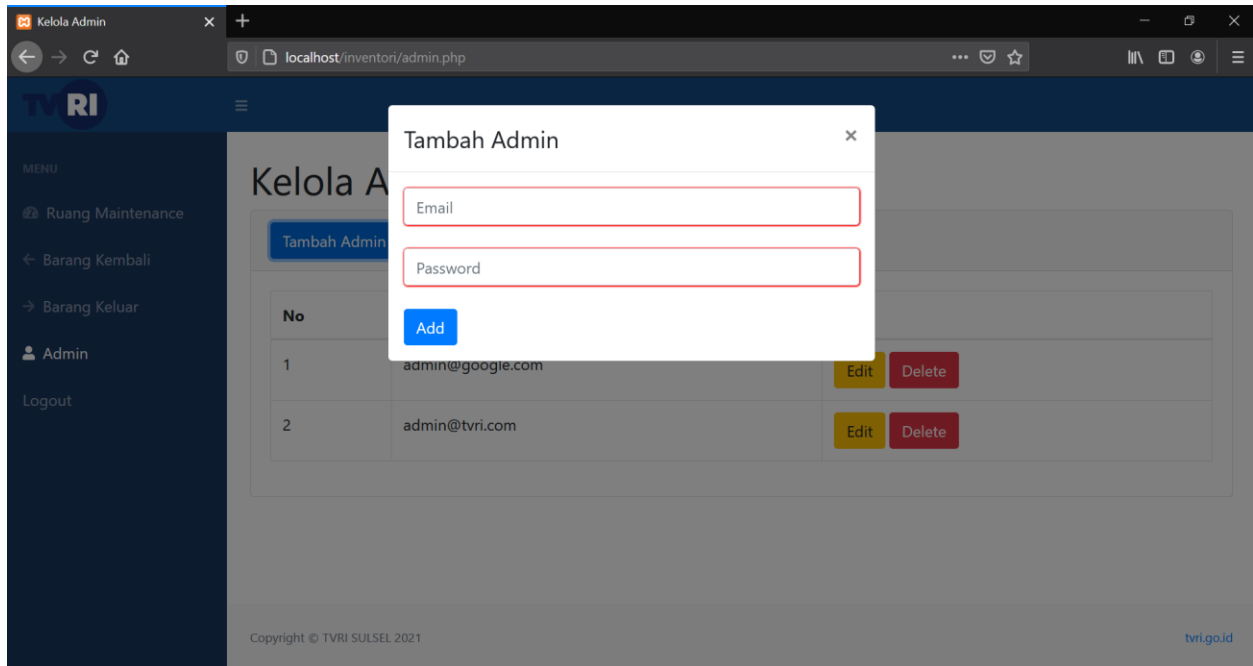 Kelola Admin
localhost/inventori/admin.php
TVRI
Tambah Admin
×
Email
Password
Add
MENU
Ruang Maintenance
Barang Kembali
Barang Keluar
Admin
Logout
Kelola A
Tambah Admin
No
1 admin@google.com Edit Delete
2 admin@tvri.com Edit Delete
Copyright © TVRI SULSEL 2021 tvri.go.id